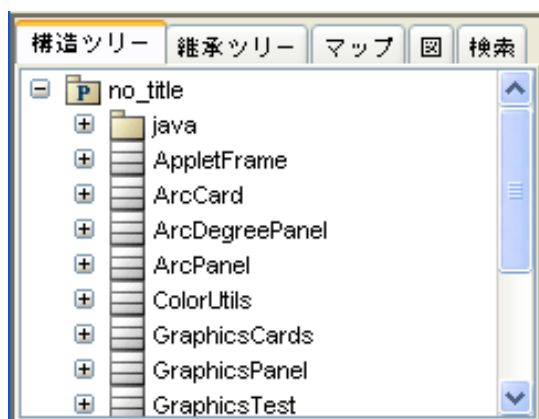 構造ツリー 継承ツリー マップ 図 検索
P no_title
java
AppletFrame
ArcCard
ArcDegreePanel
ArcPanel
ColorUtils
GraphicsCards
GraphicsPanel
GraphicsTest